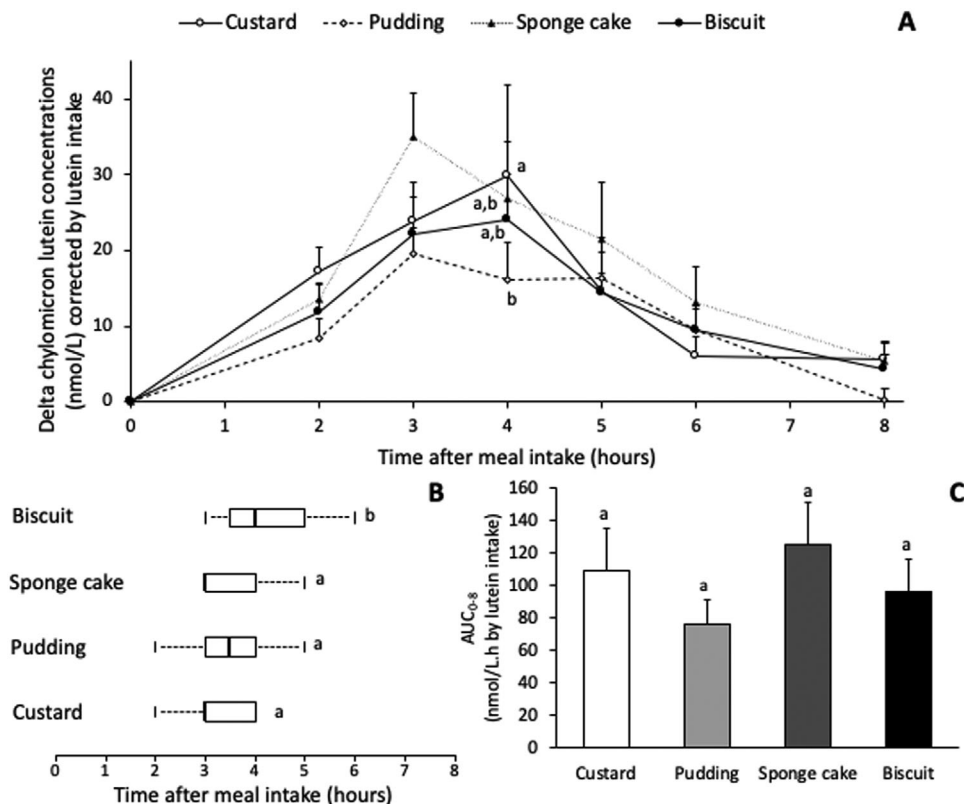 Custard Pudding Sponge cake Biscuit A
Delta chylomicron lutein concentrations
(nmol/L) corrected by lutein intake
40
30
20
10
0
a
a,b
a,b
b
0 1 2 3 4 5 6 7 8
Time after meal intake (hours)
B
Biscuit b
Sponge cake a
Pudding a
Custard a
0 1 2 3 4 5 6 7 8
Time after meal intake (hours)
C
AUC0-8
(nmol/L.h by lutein intake)
160
140
120
100
80
60
40
20
0
a a a a
Custard Pudding Sponge cake Biscuit